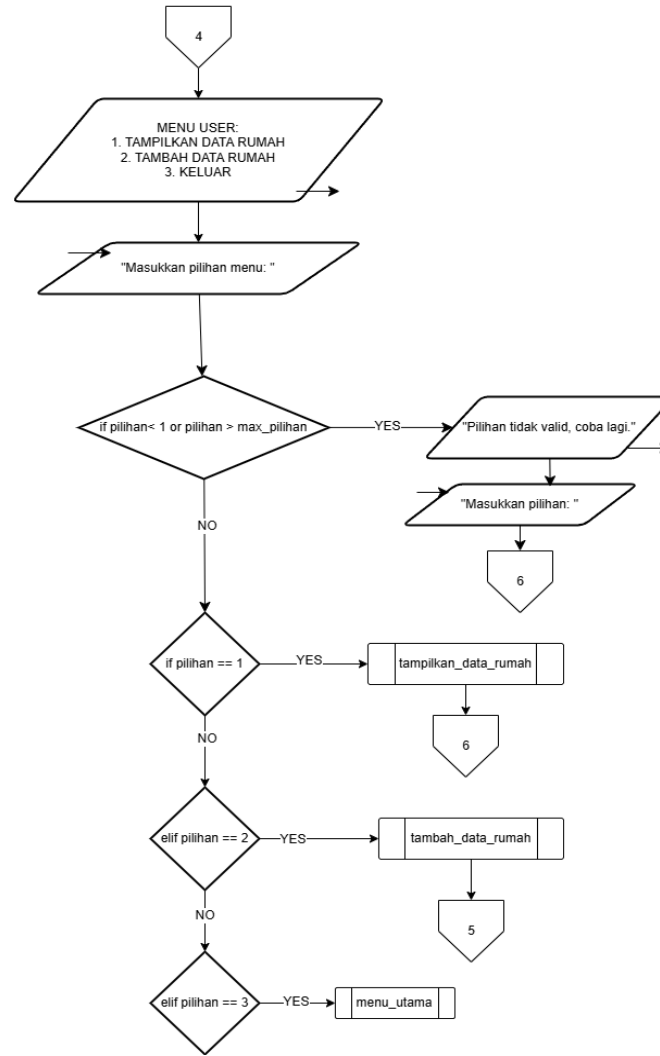 4
MENU USER:
1. TAMPILKAN DATA RUMAH
2. TAMBAH DATA RUMAH
3. KELUAR
"Masukkan pilihan menu: "
if pilihan< 1 or pilihan > max_pilihan
YES
"Pilihan tidak valid, coba lagi."
"Masukkan pilihan: "
6
NO
if pilihan == 1
YES
tampilkan_data_rumah
6
NO
elif pilihan == 2
YES
tambah_data_rumah
5
NO
elif pilihan == 3
YES
menu_utama